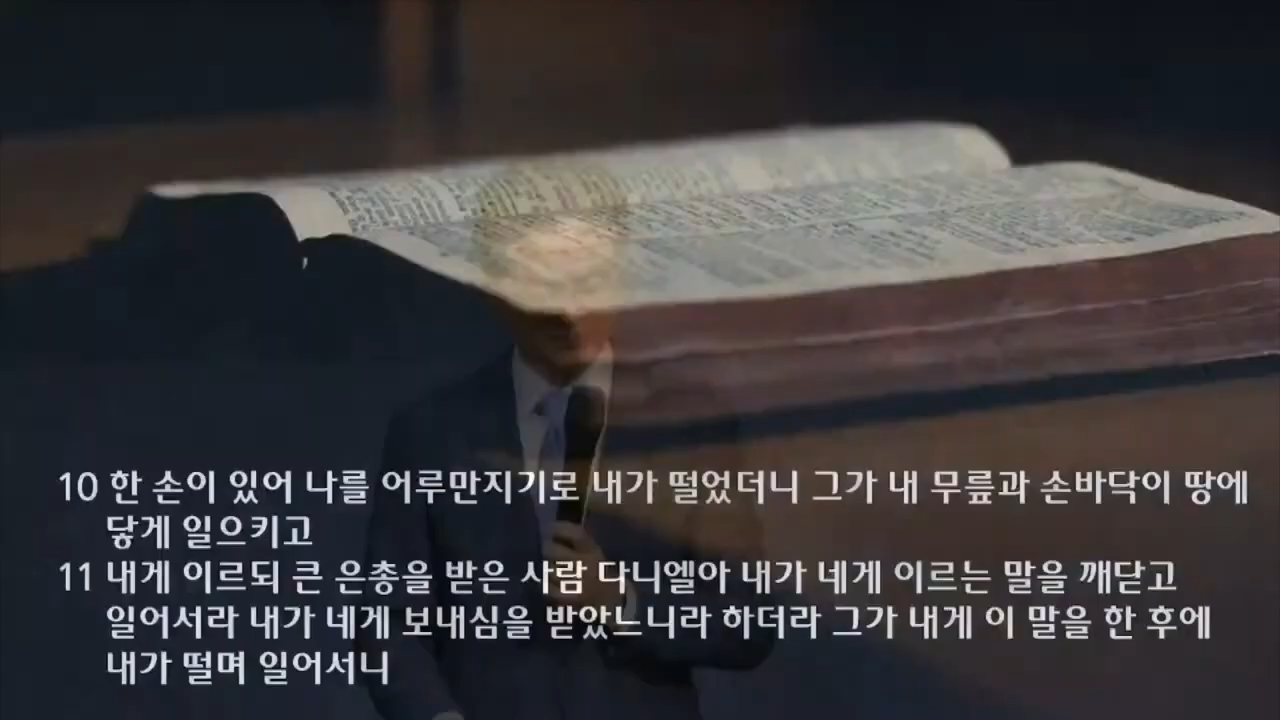 10 한 손이 있어 나를 어루만지기로 내가 떨었더니 그가 내 무릎과 손바닥이 땅에
닿게 일으키고
11 내게 이르되 큰 은총을 받은 사람 다니엘아 내가 네게 이르는 말을 깨닫고
일어서라 내가 네게 보내심을 받았느니라 하더라 그가 내게 이 말을 한 후에
내가 떨며 일어서니